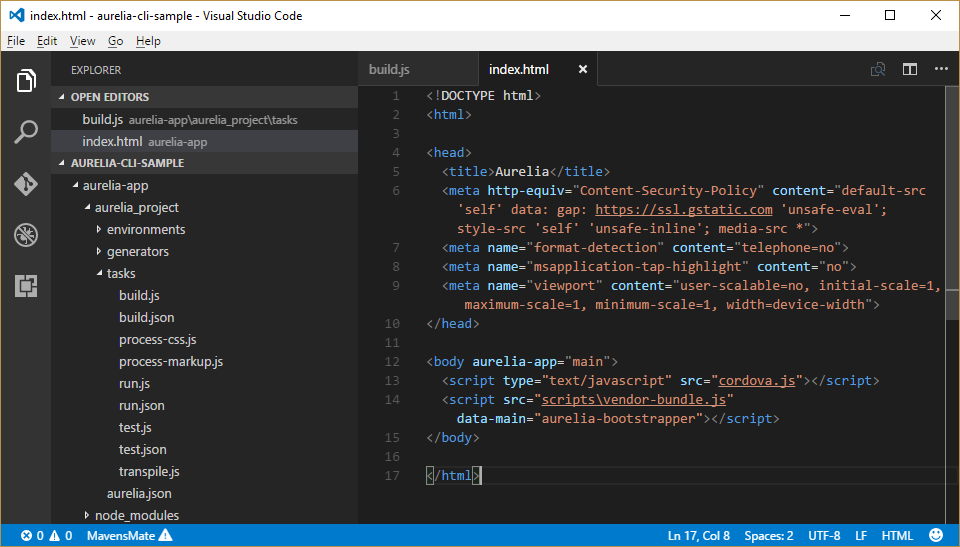 index.html - aurelia-cli-sample - Visual Studio Code
File Edit View Go Help
EXPLORER
OPEN EDITORS
build.js aurelia-app\aurelia_project\tasks
index.html aurelia-app
AURELIA-CLI-SAMPLE
aurelia-app
aurelia_project
environments
generators
tasks
build.js
build.json
process-css.js
process-markup.js
run.js
run.json
test.js
test.json
transpile.js
aurelia.json
node_modules
build.js index.html
1 <!DOCTYPE html>
2 <html>
3
4 <head>
5 <title>Aurelia</title>
6 <meta http-equiv="Content-Security-Policy" content="default-src
'self' data: gap: https://ssl.gstatic.com 'unsafe-eval';
style-src 'self' 'unsafe-inline'; media-src *">
7 <meta name="format-detection" content="telephone=no">
8 <meta name="msapplication-tap-highlight" content="no">
9 <meta name="viewport" content="user-scalable=no, initial-scale=1,
maximum-scale=1, minimum-scale=1, width=device-width">
10 </head>
11
12 <body aurelia-app="main">
13 <script type="text/javascript" src="cordova.js"></script>
14 <script src="scripts\vendor-bundle.js"
data-main="aurelia-bootstrapper"></script>
15 </body>
16
17 </html>
0 0 MavensMate Ln 17, Col 8 Spaces: 2 UTF-8 LF HTML